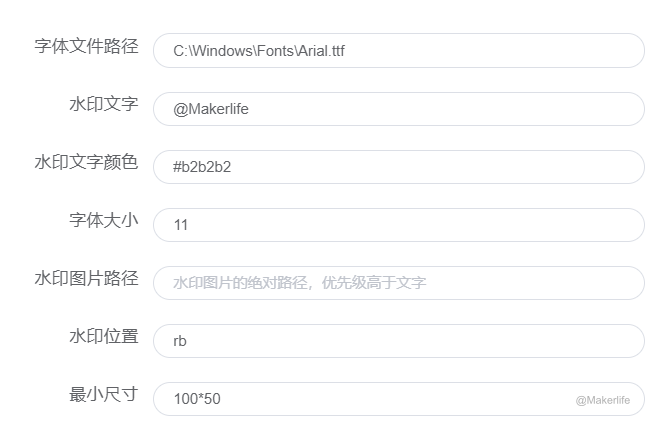 字体文件路径
C:\Windows\Fonts\Arial.ttf
水印文字
@Makerlife
水印文字颜色
#b2b2b2
字体大小
11
水印图片路径
水印图片的绝对路径，优先级高于文字
水印位置
rb
最小尺寸
100*50
@Makerlife